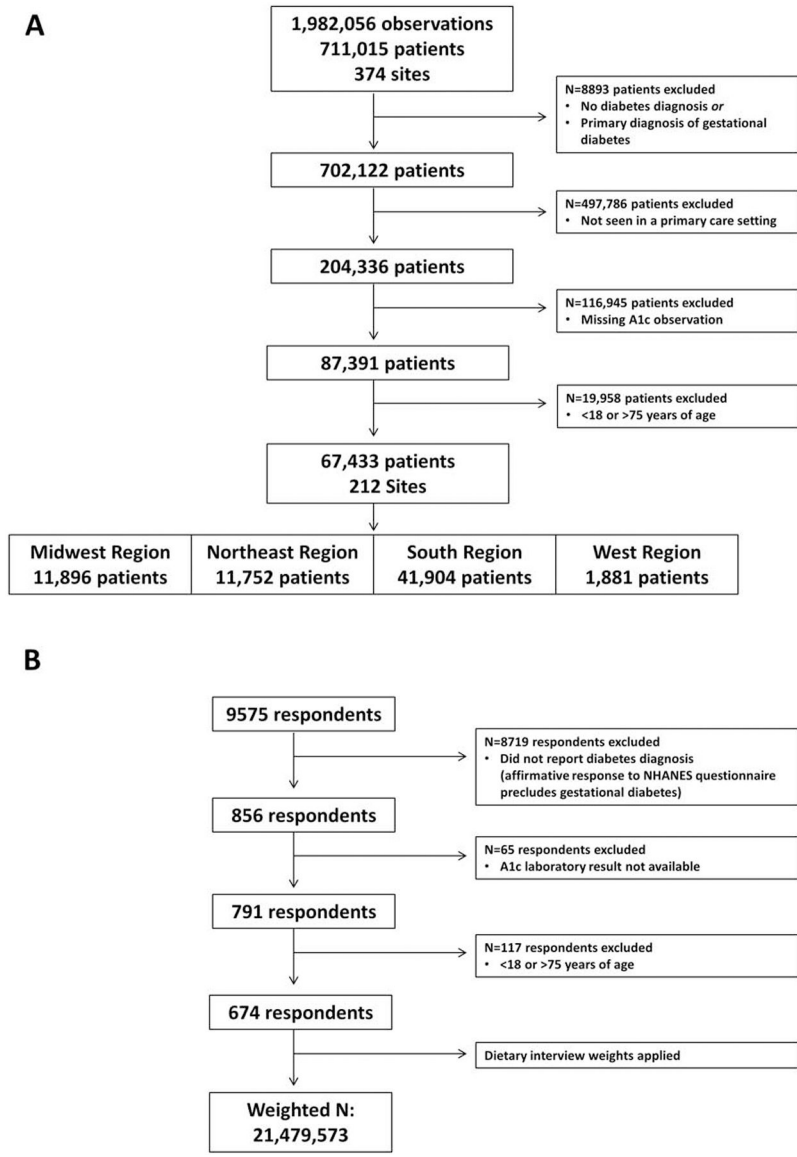 A
1,982,056 observations
711,015 patients
374 sites
N=8893 patients excluded
• No diabetes diagnosis or
• Primary diagnosis of gestational
diabetes
702,122 patients
N=497,786 patients excluded
• Not seen in a primary care setting
204,336 patients
N=116,945 patients excluded
• Missing A1c observation
87,391 patients
N=19,958 patients excluded
• <18 or >75 years of age
67,433 patients
212 Sites
Midwest Region
11,896 patients
Northeast Region
11,752 patients
South Region
41,904 patients
West Region
1,881 patients
B
9575 respondents
N=8719 respondents excluded
• Did not report diabetes diagnosis
(affirmative response to NHANES questionnaire
precludes gestational diabetes)
856 respondents
N=65 respondents excluded
• A1c laboratory result not available
791 respondents
N=117 respondents excluded
• <18 or >75 years of age
674 respondents
Dietary interview weights applied
Weighted N:
21,479,573